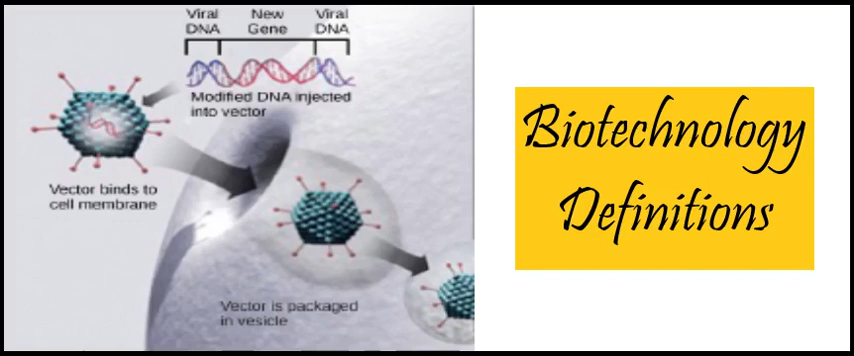 Viral DNA
New Gene
Viral DNA
Modified DNA injected
into vector
Vector binds to
cell membrane
Vector is packaged
in vesicle
Biotechnology
Definitions